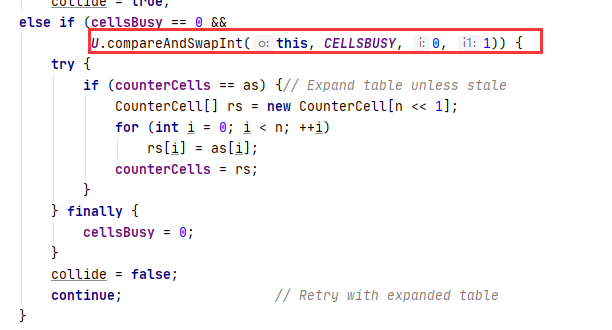 collide = true;
else if (cellsBusy == 0 &&
U.compareAndSwapInt( o: this, CELLSBUSY, i: 0, i1: 1)) {
try {
if (counterCells == as) {// Expand table unless stale
CounterCell[] rs = new CounterCell[n << 1];
for (int i = 0; i < n; ++i)
rs[i] = as[i];
counterCells = rs;
}
} finally {
cellsBusy = 0;
}
collide = false;
continue; // Retry with expanded table
}